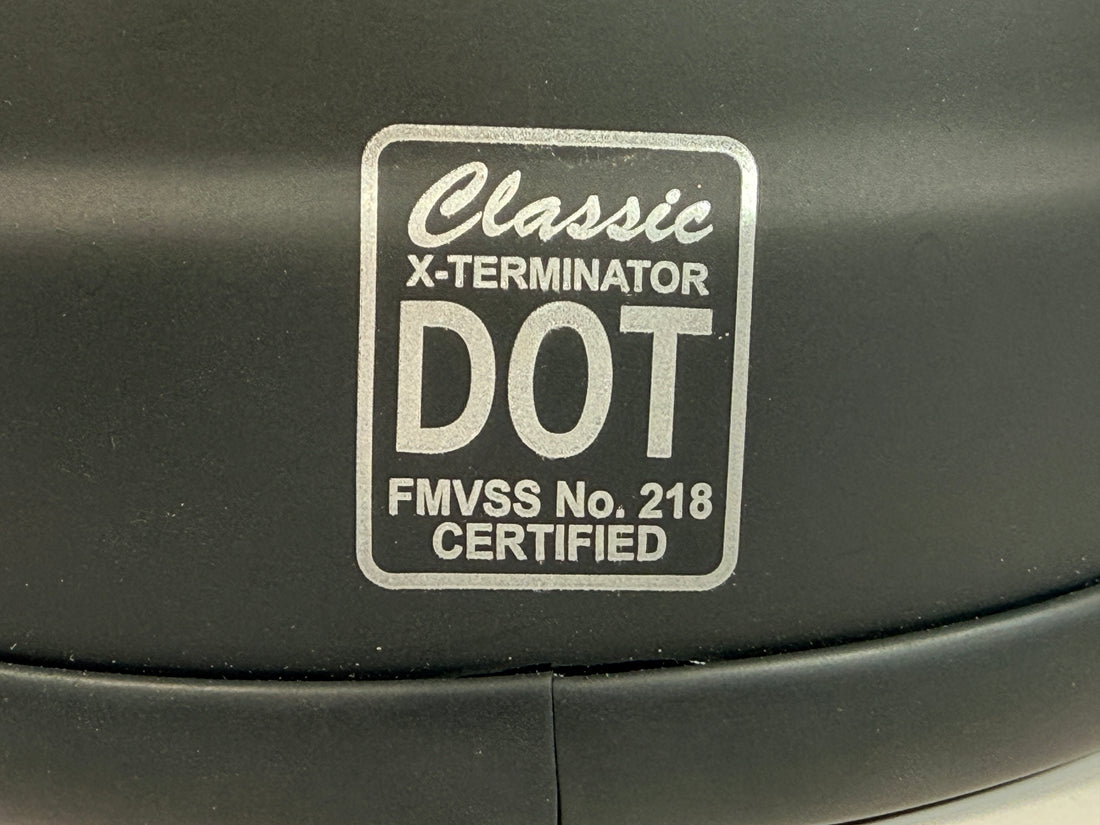 Classic
X-TERMINATOR
DOT
FMVSS No. 218
CERTIFIED